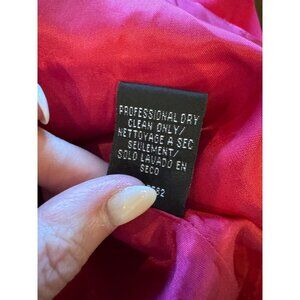 PROFESSIONAL DRY
CLEAN ONLY/
NETTOYAGE A SEC
SEULEMENT/
SOLO LAVADO EN
SECO